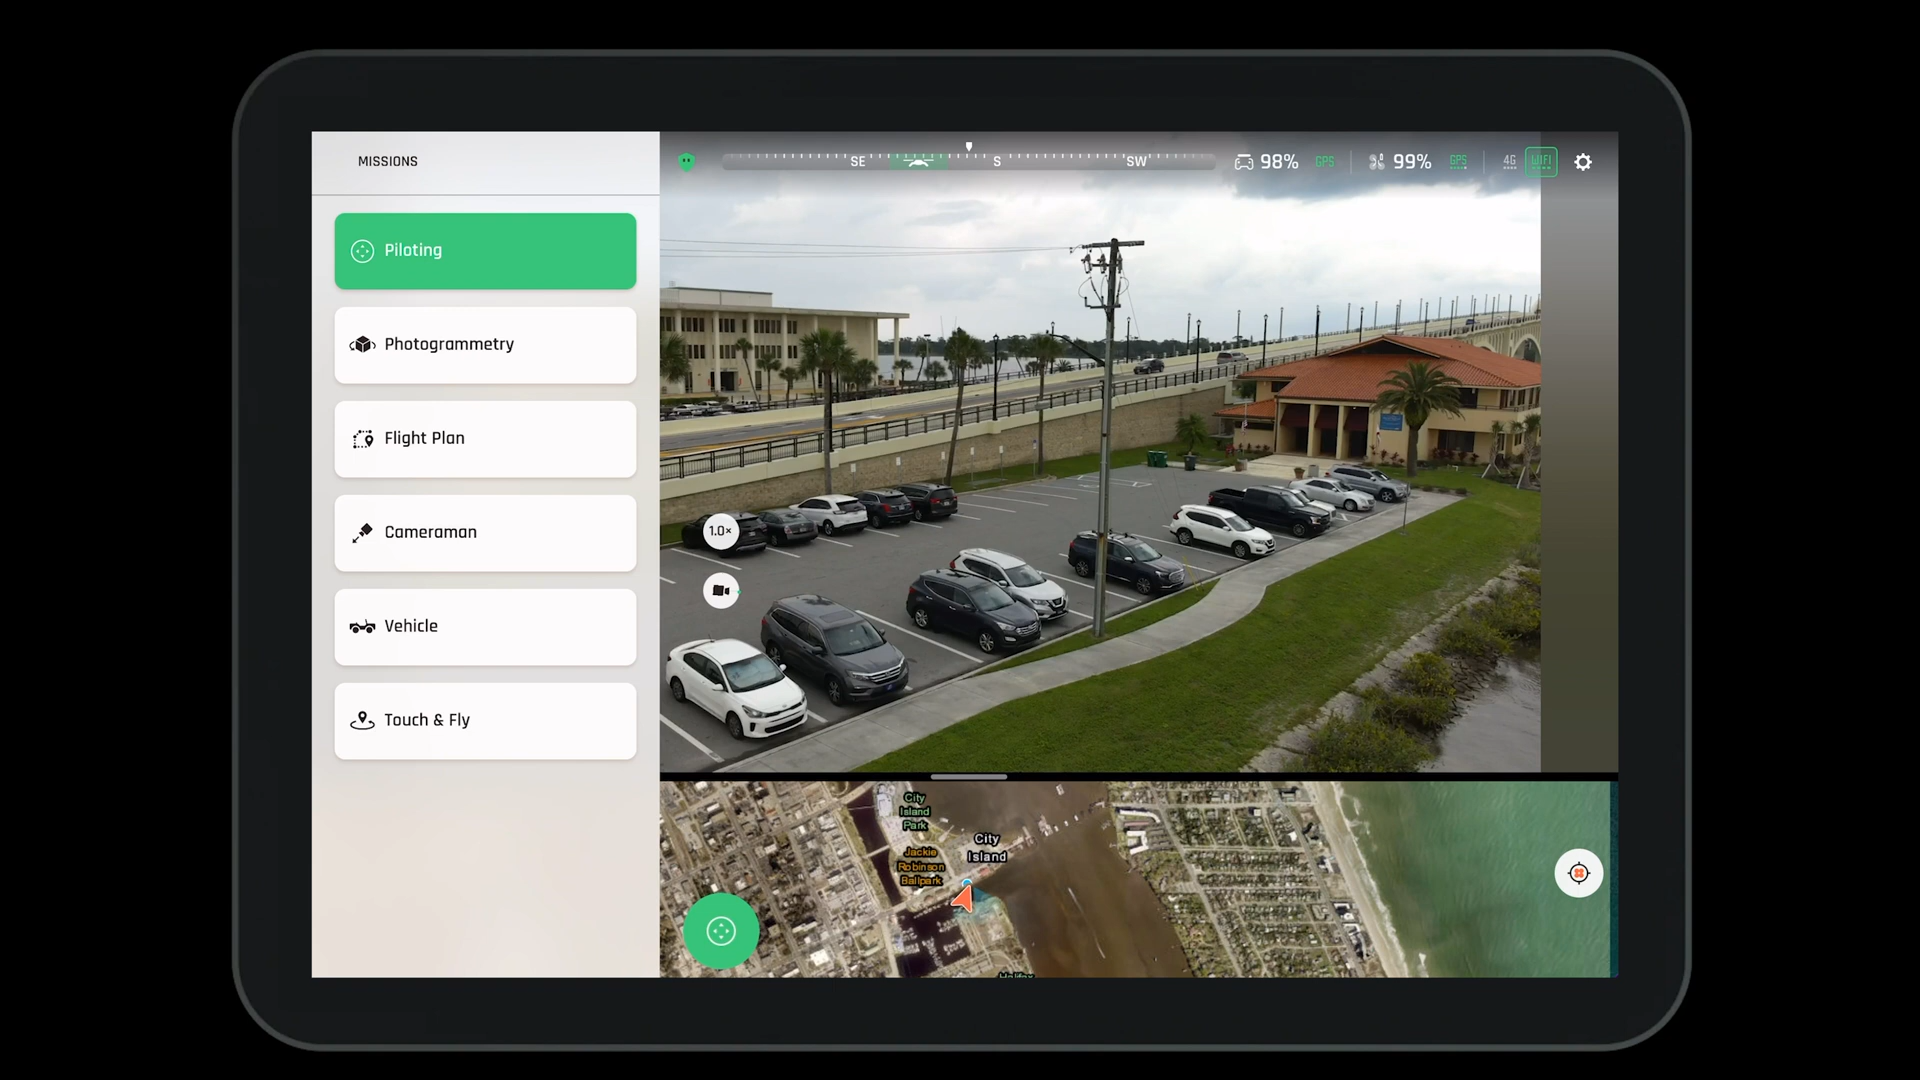 MISSIONS
Piloting
Photogrammetry
Flight Plan
Cameraman
Vehicle
Touch & Fly
SE
S
SW
98%
GPS
99%
GPS
4G
WIFI
1.0×
City
Island
Park
City
Island
Jackie
Robinson
Ballpark
Halifax